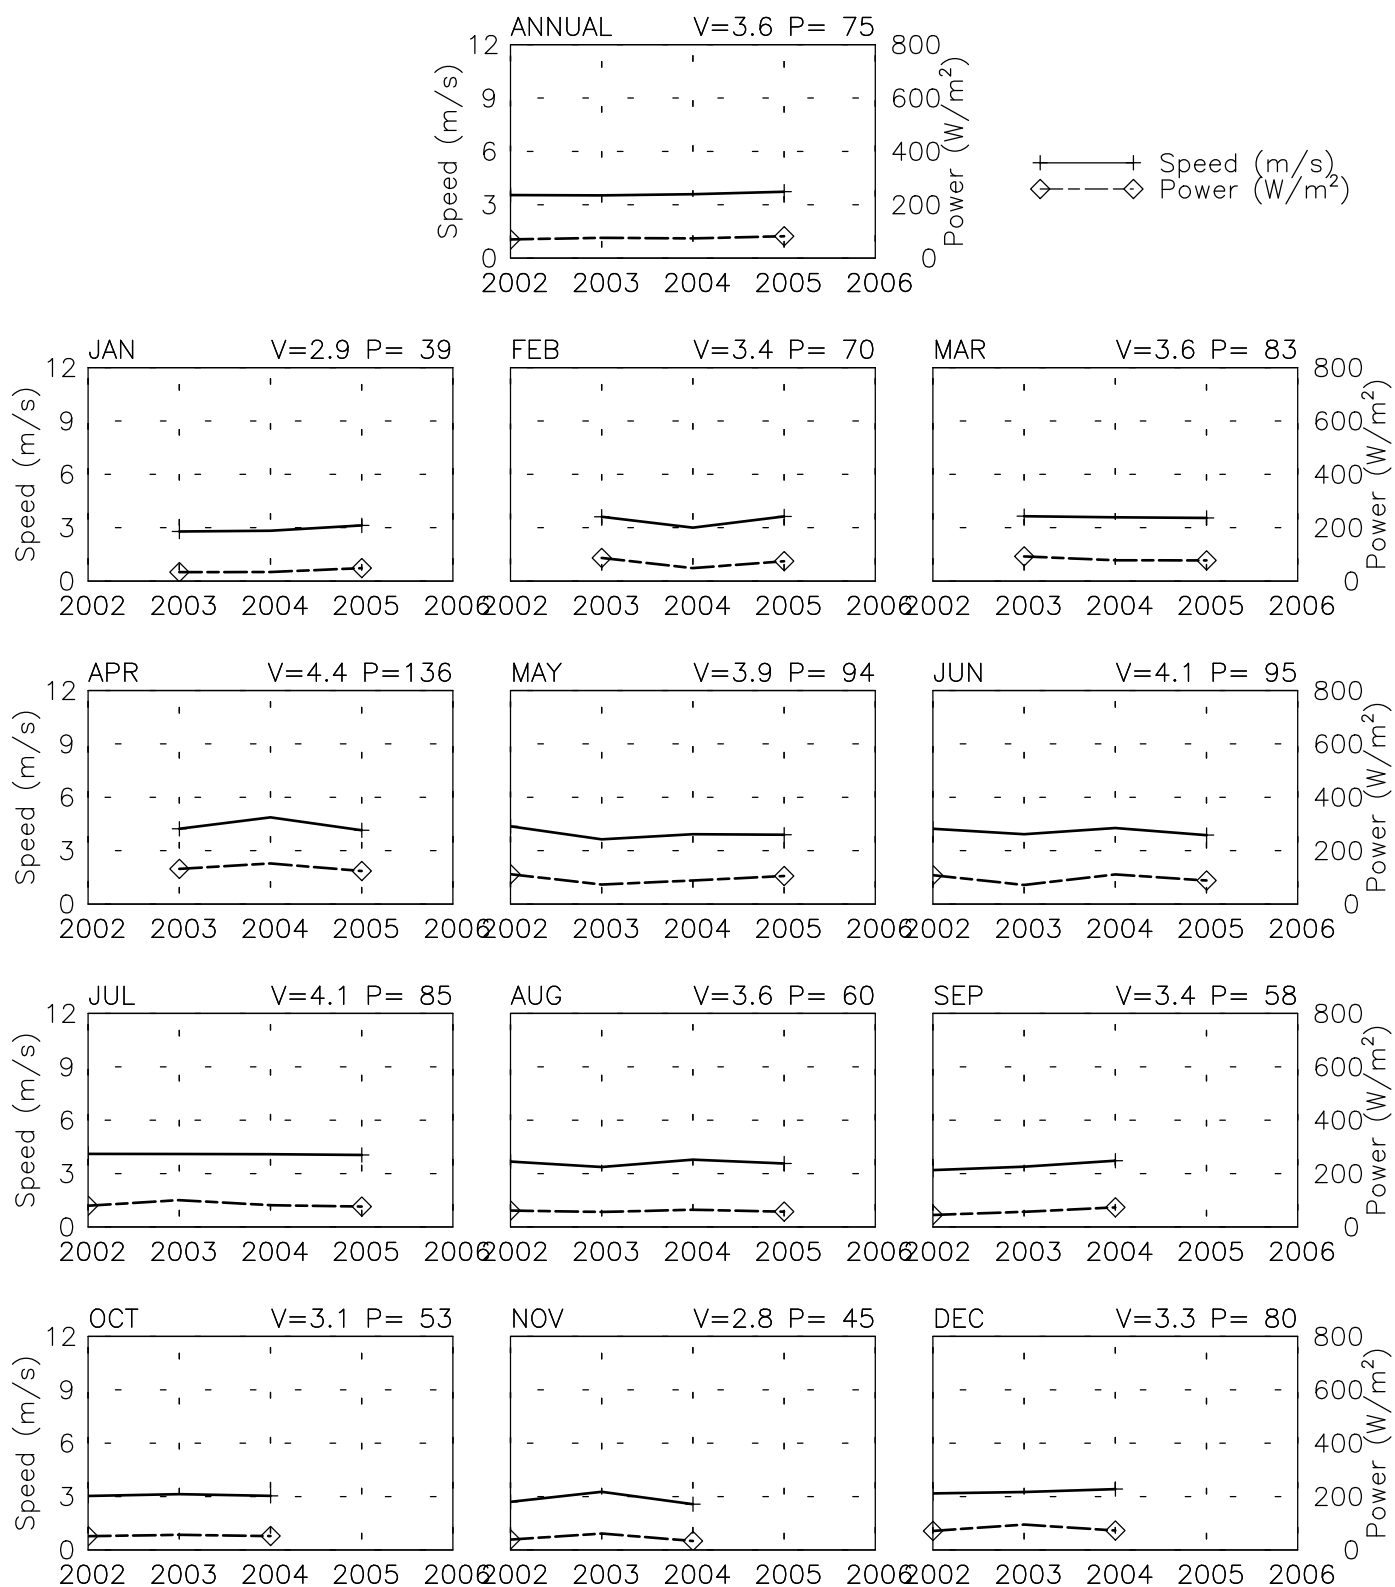 ANNUAL V=3.6 P= 75
12 800
9 600
6 400
3 200
0 0
Speed (m/s)
Power (W/m²)
2002 2003 2004 2005 2006
Speed (m/s)
Power (W/m²)
JAN V=2.9 P= 39 FEB V=3.4 P= 70 MAR V=3.6 P= 83
12 800
9 600
6 400
3 200
0 0
Speed (m/s)
Power (W/m²)
2002 2003 2004 2005 2006 2002 2003 2004 2005 2006 2002 2003 2004 2005 2006
APR V=4.4 P=136 MAY V=3.9 P= 94 JUN V=4.1 P= 95
12 800
9 600
6 400
3 200
0 0
Speed (m/s)
Power (W/m²)
2002 2003 2004 2005 2006 2002 2003 2004 2005 2006 2002 2003 2004 2005 2006
JUL V=4.1 P= 85 AUG V=3.6 P= 60 SEP V=3.4 P= 58
12 800
9 600
6 400
3 200
0 0
Speed (m/s)
Power (W/m²)
2002 2003 2004 2005 2006 2002 2003 2004 2005 2006 2002 2003 2004 2005 2006
OCT V=3.1 P= 53 NOV V=2.8 P= 45 DEC V=3.3 P= 80
12 800
9 600
6 400
3 200
0 0
Speed (m/s)
Power (W/m²)
2002 2003 2004 2005 2006 2002 2003 2004 2005 2006 2002 2003 2004 2005 2006